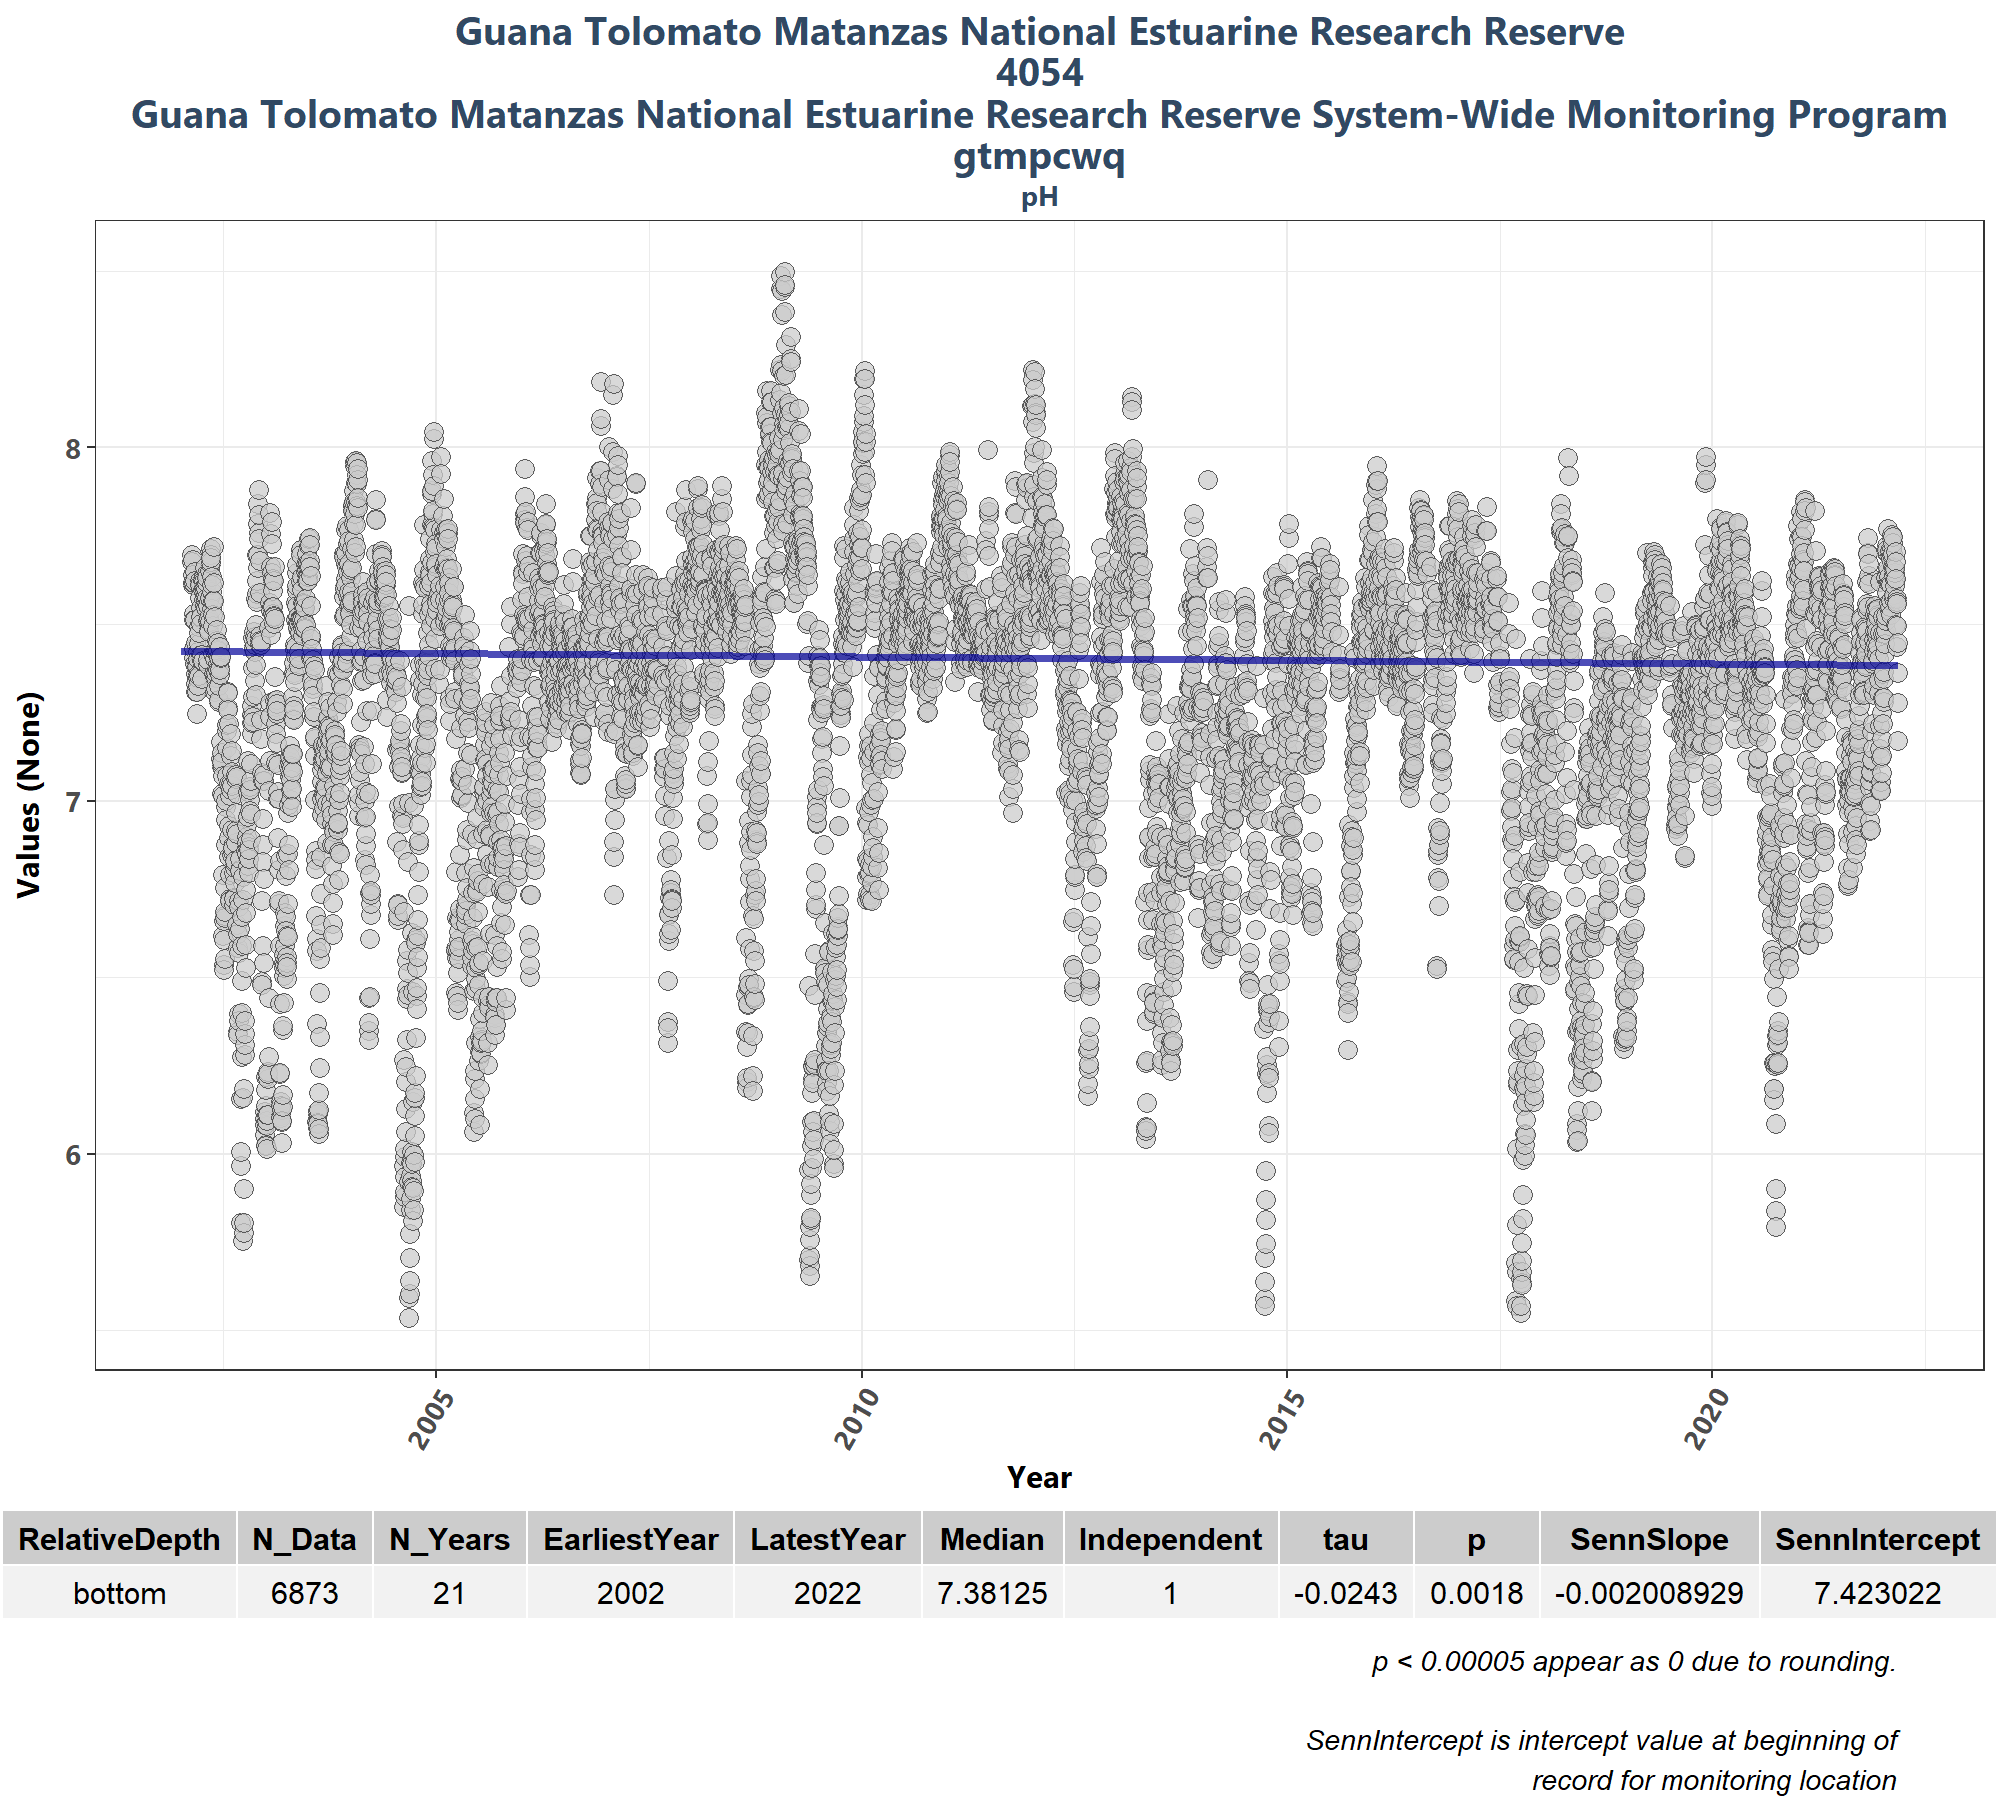 Guana Tolomato Matanzas National Estuarine Research Reserve
4054
Guana Tolomato Matanzas National Estuarine Research Reserve System-Wide Monitoring Program
gtmpcwq
pH
Values (None)
8
7
6
2005 2010 2015 2020
Year
RelativeDepth N_Data N_Years EarliestYear LatestYear Median Independent tau p SennSlope SennIntercept
bottom 6873 21 2002 2022 7.38125 1 -0.0243 0.0018 -0.002008929 7.423022
p < 0.00005 appear as 0 due to rounding.
SennIntercept is intercept value at beginning of
record for monitoring location